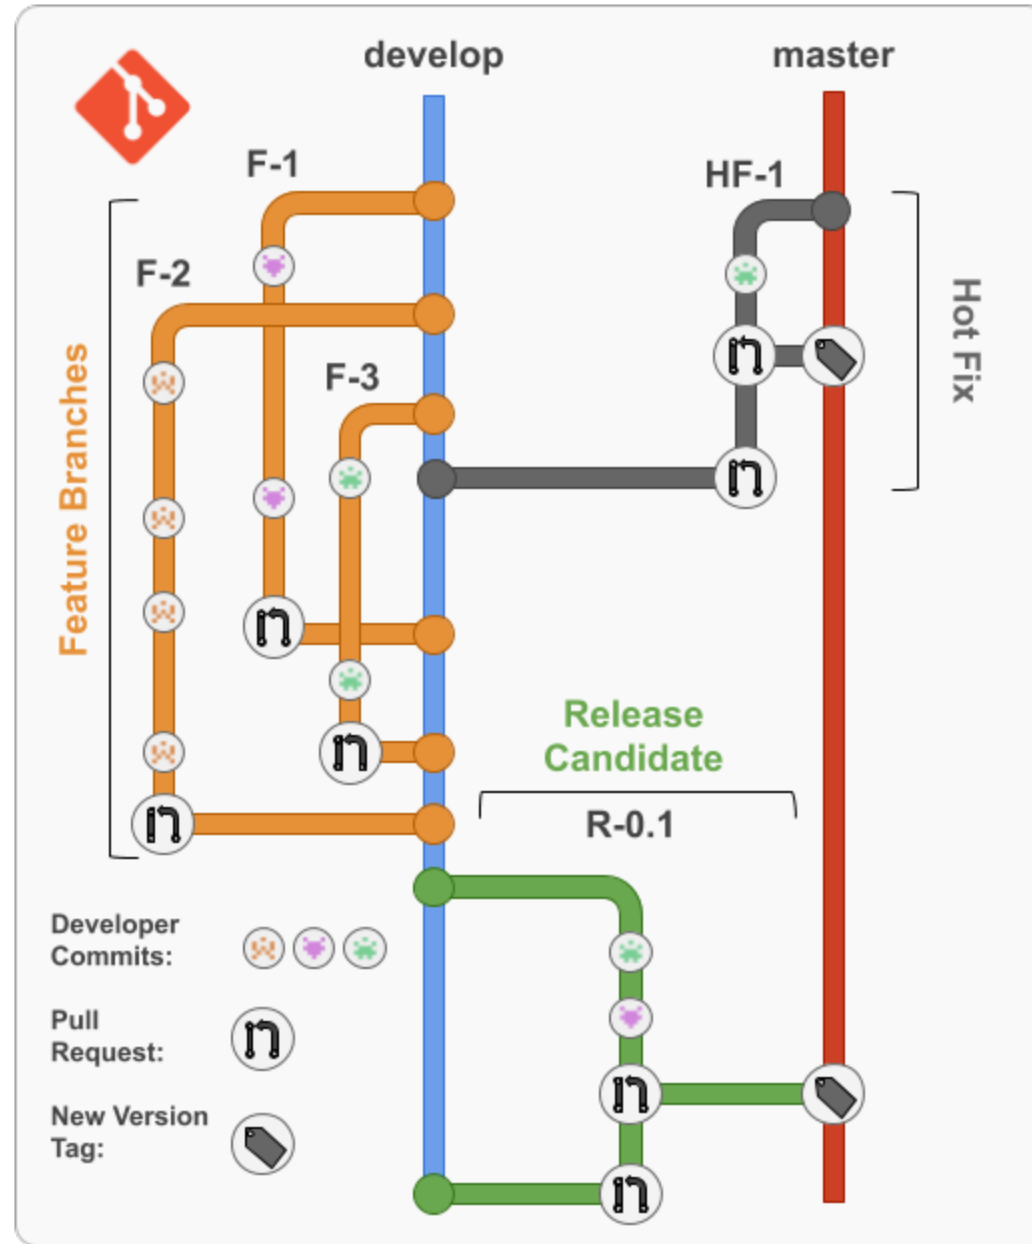 develop
master
F-1
HF-1
F-2
F-3
Hot Fix
Feature Branches
Release
Candidate
R-0.1
Developer
Commits:
Pull
Request:
New Version
Tag: